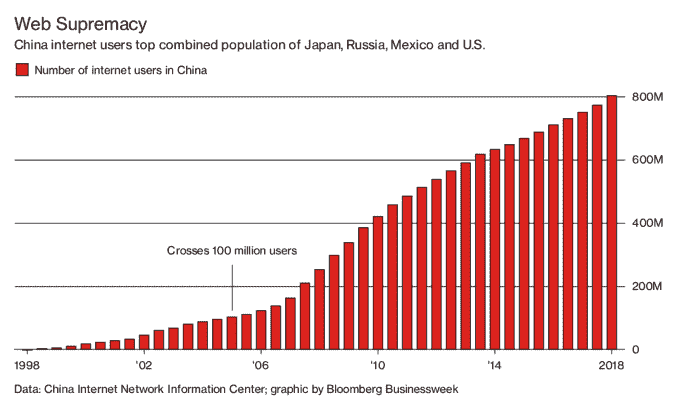 Web Supremacy
China internet users top combined population of Japan, Russia, Mexico and U.S.
Number of internet users in China
800M
600M
400M
Crosses 100 million users
200M
0
1998 '02 '06 '10 '14 2018
Data: China Internet Network Information Center; graphic by Bloomberg Businessweek